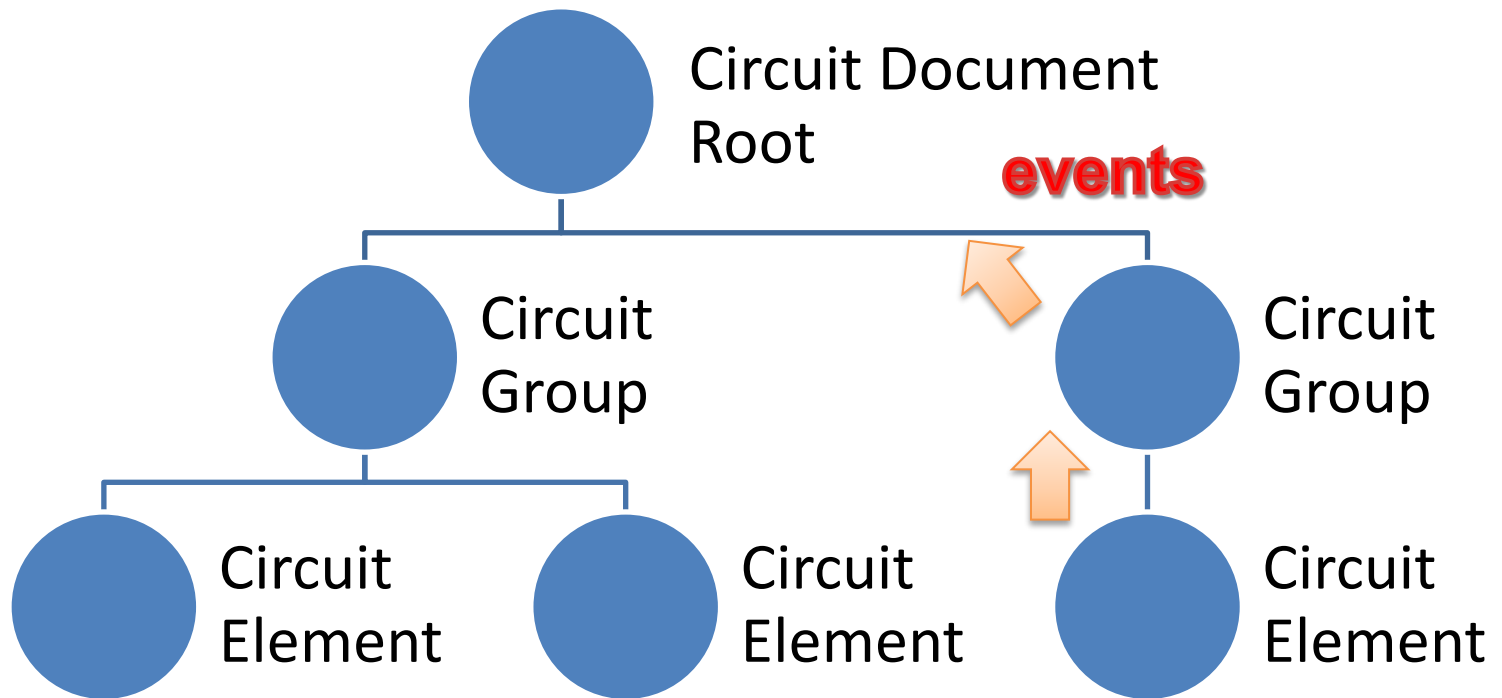 Circuit Document
Root
events
Circuit
Group
Circuit
Group
Circuit
Element
Circuit
Element
Circuit
Element